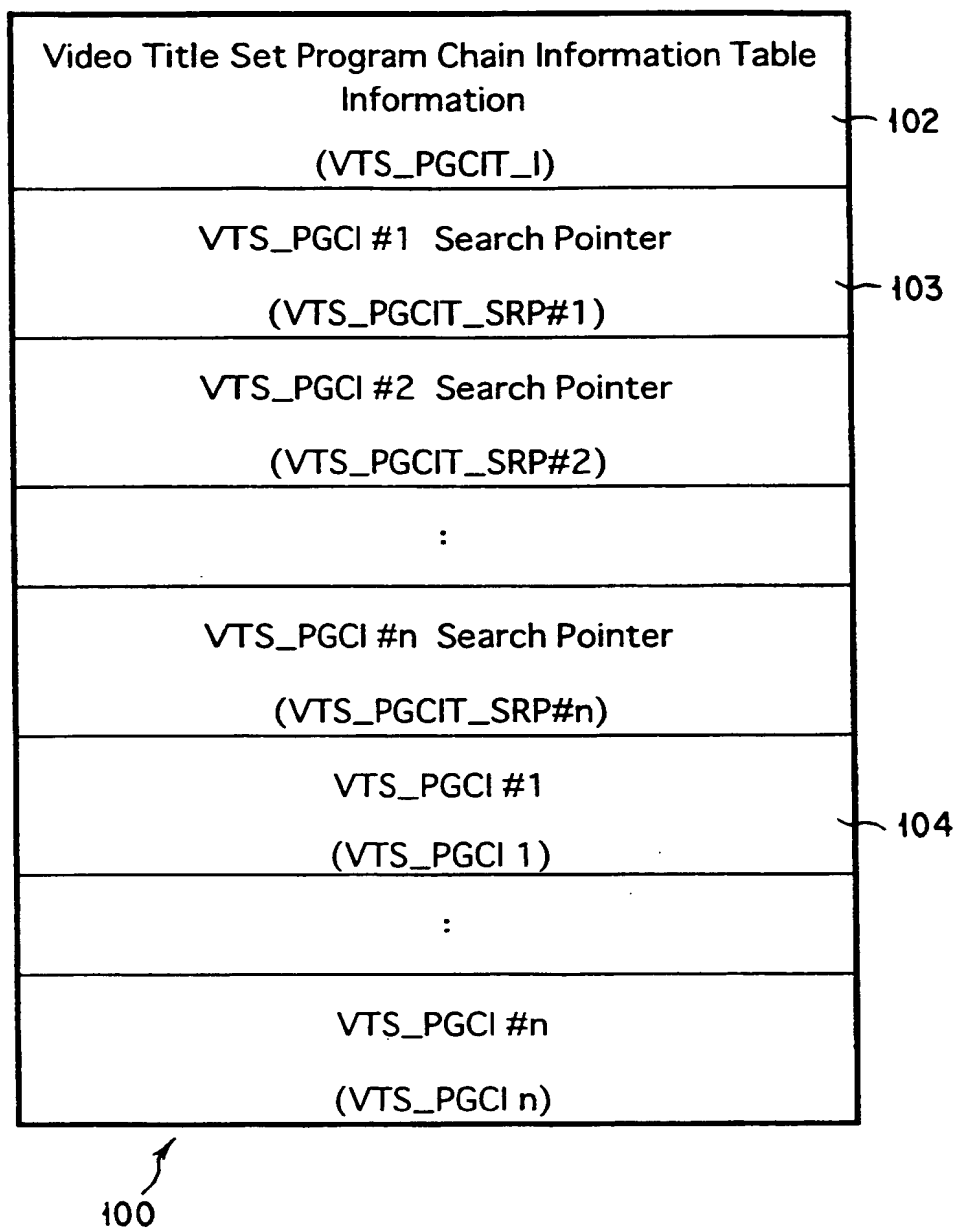 Video Title Set Program Chain Information Table
Information
(VTS_PGCIT_I)
102
VTS_PGCI #1 Search Pointer
(VTS_PGCIT_SRP#1)
103
VTS_PGCI #2 Search Pointer
(VTS_PGCIT_SRP#2)
:
VTS_PGCI #n Search Pointer
(VTS_PGCIT_SRP#n)
VTS_PGCI #1
(VTS_PGCI 1)
104
:
VTS_PGCI #n
(VTS_PGCI n)
100